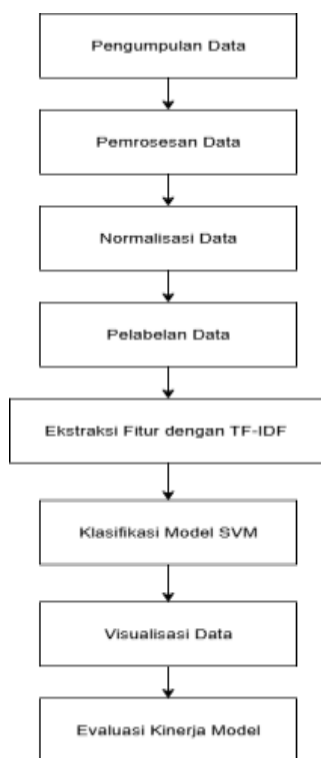 Pengumpulan Data
Pemrosesan Data
Normalisasi Data
Pelabelan Data
Ekstraksi Fitur dengan TF-IDF
Klasifikasi Model SVM
Visualisasi Data
Evaluasi Kinerja Model